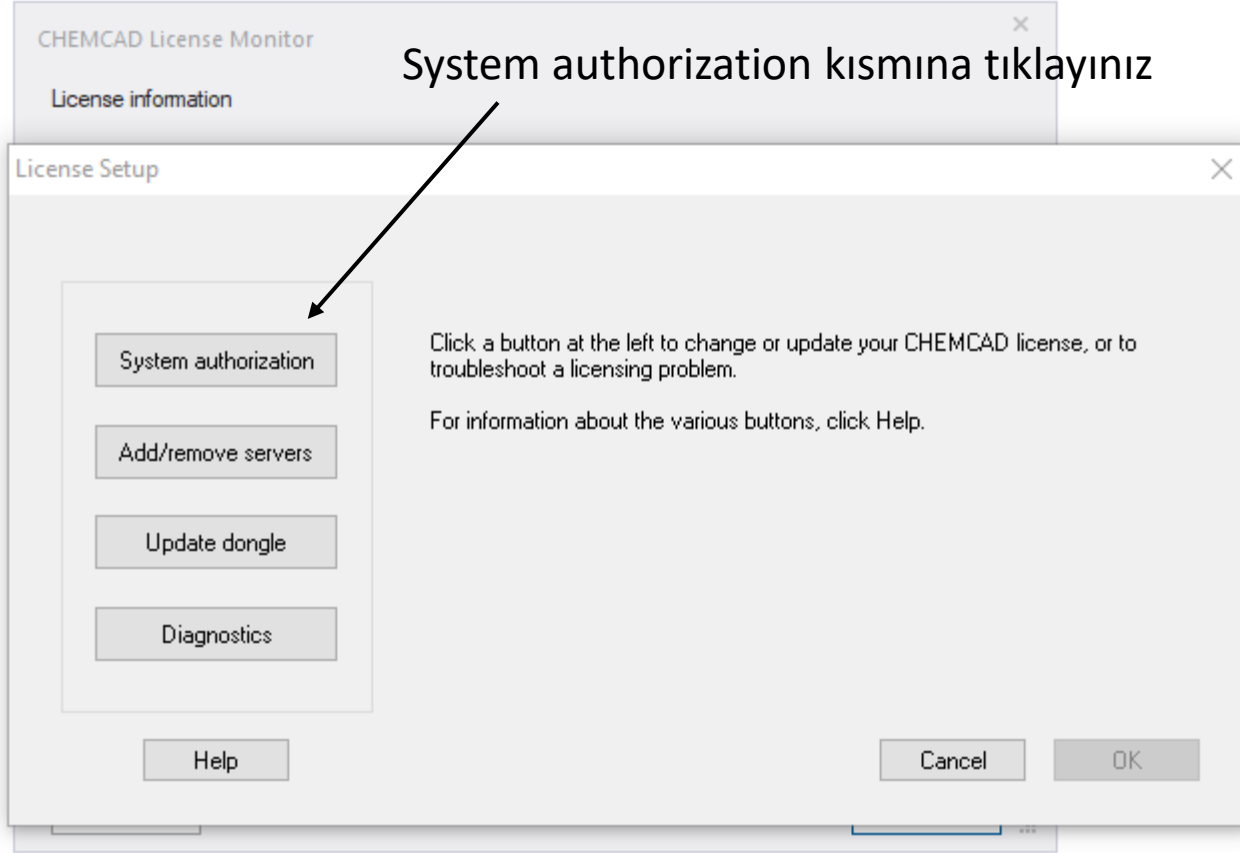 CHEMCAD License Monitor
System authorization kısmına tıklayınız
License information
License Setup
System authorization
Add/remove servers
Update dongle
Diagnostics
Click a button at the left to change or update your CHEMCAD license, or to
troubleshoot a licensing problem.
For information about the various buttons, click Help.
Help
Cancel
OK